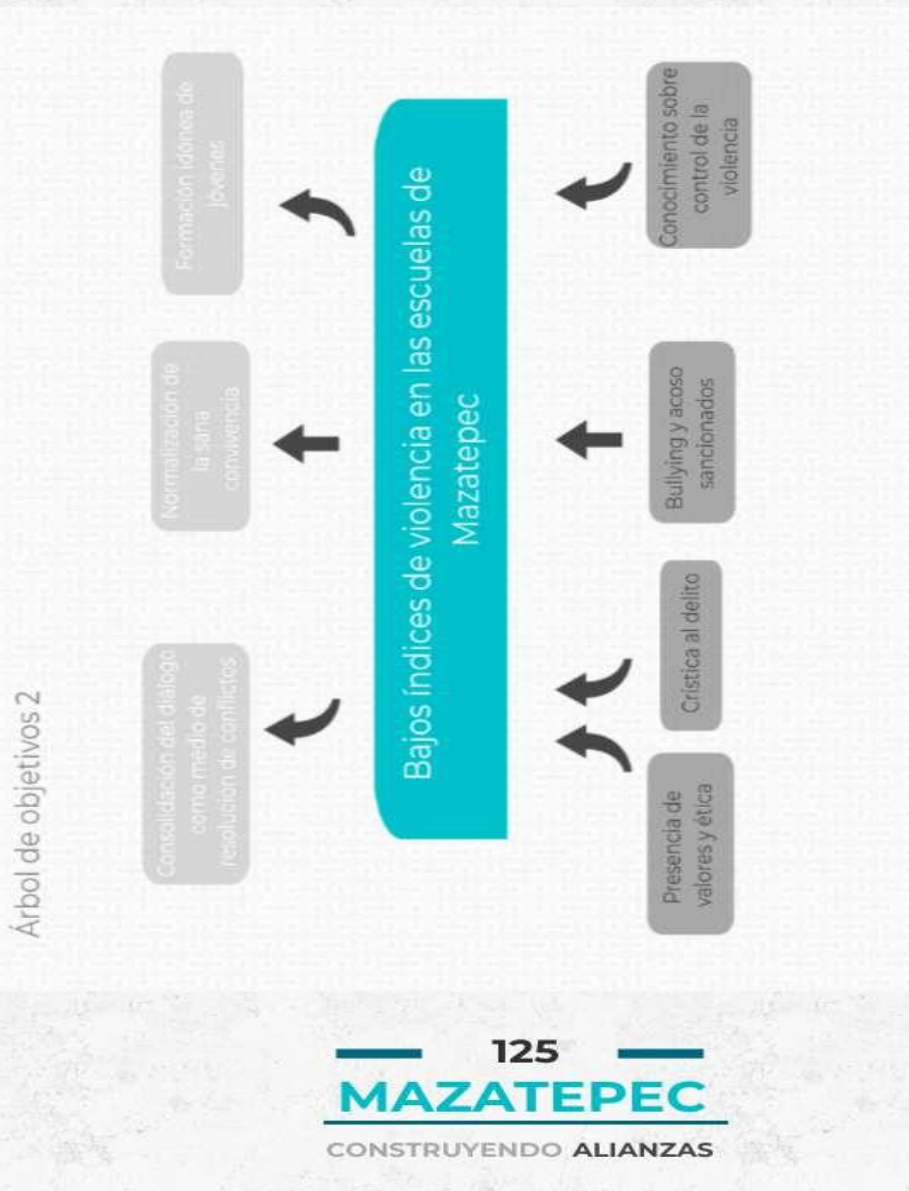 Árbol de objetivos 2
Consolidación del diálogo
como medio de
resolución de conflictos
Normalización de
la sana
convivencia
Formación idónea de
jóvenes
Bajos índices de violencia en las escuelas de
Mazatepec
Presencia de
valores y ética
Crística al delito
Bullying y acoso
sancionados
Conocimiento sobre
control de la
violencia
125
MAZATEPEC
CONSTRUYENDO ALIANZAS